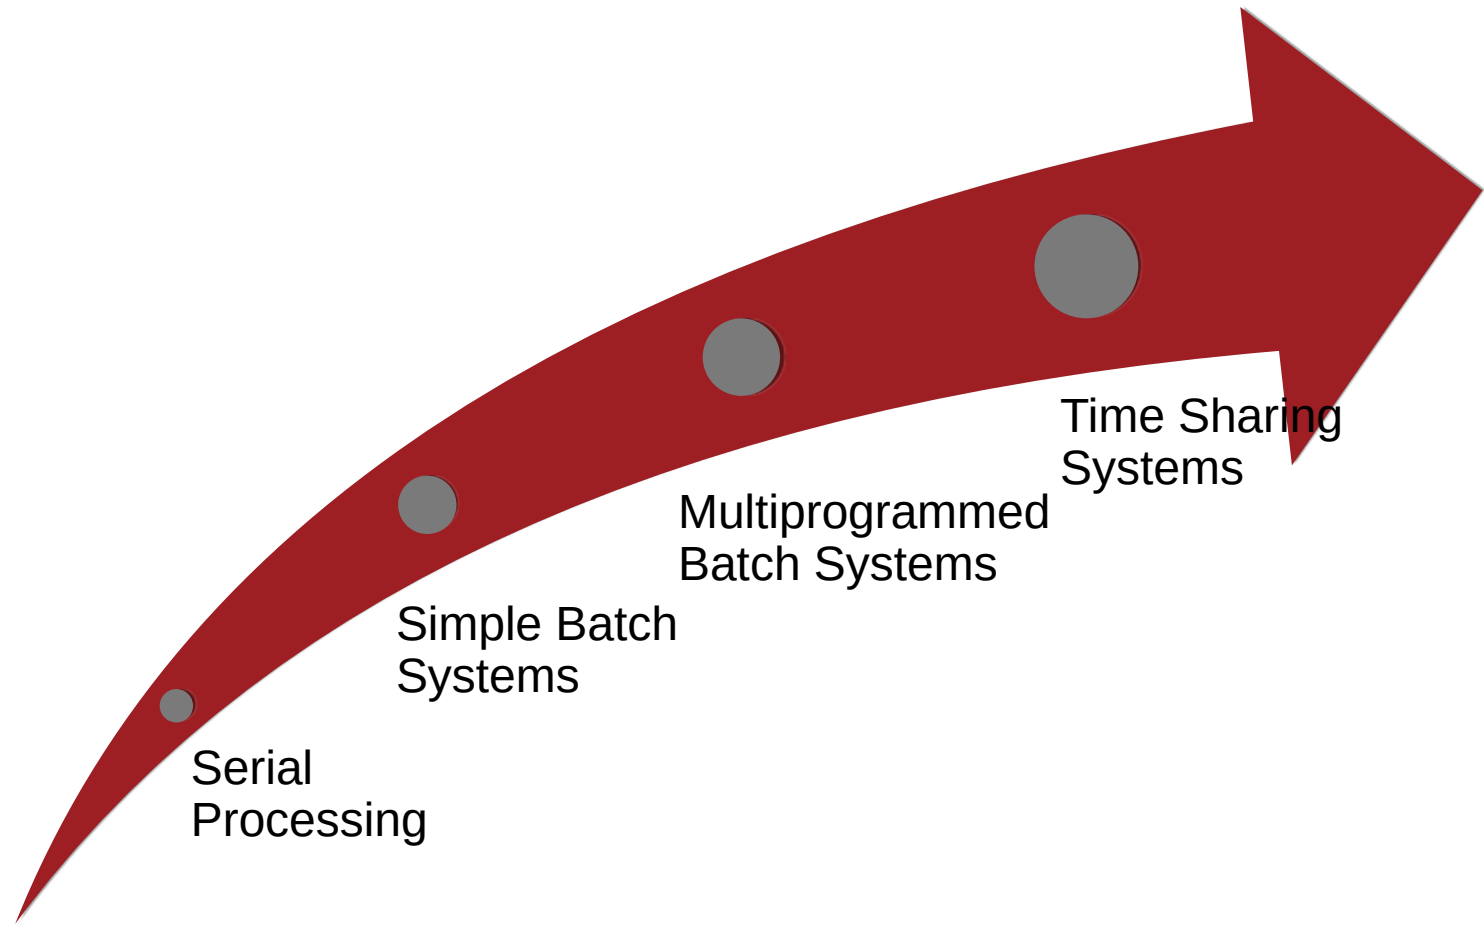 Serial
Processing
Simple Batch
Systems
Multiprogrammed
Batch Systems
Time Sharing
Systems